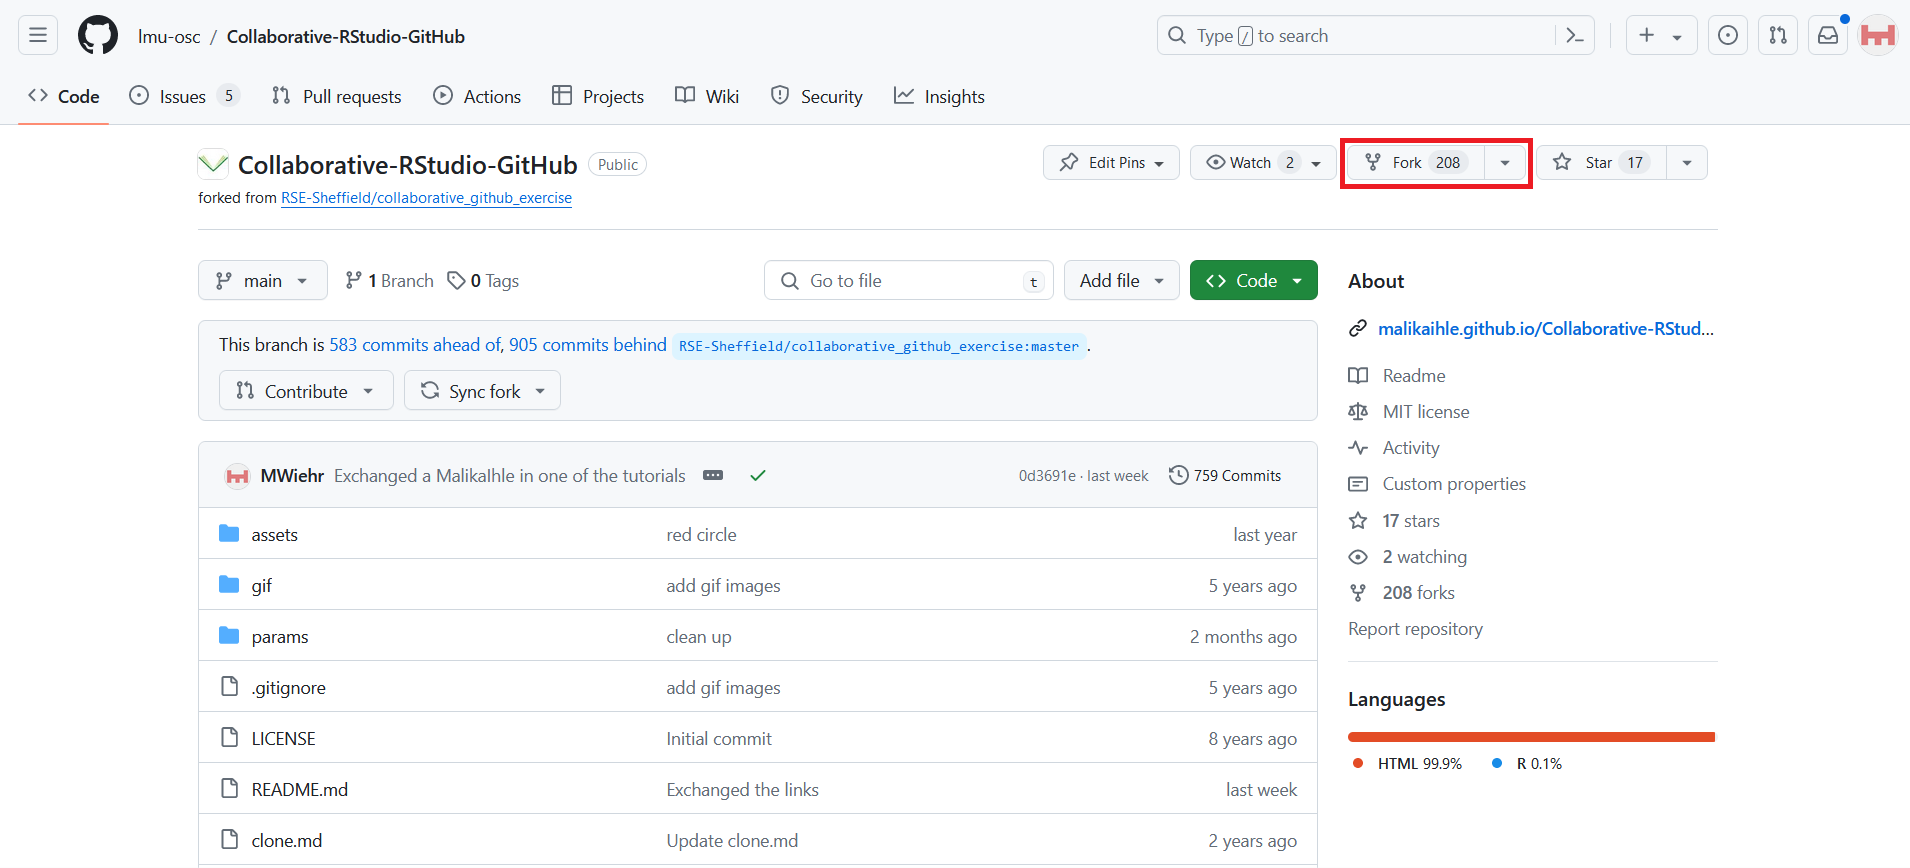 lmu-osc / Collaborative-RStudio-GitHub
Type / to search
Code Issues 5 Pull requests Actions Projects Wiki Security Insights
Collaborative-RStudio-GitHub Public
forked from RSE-Sheffield/collaborative_github_exercise
Edit Pins Watch 2 Fork 208 Star 17
main 1 Branch 0 Tags Go to file t Add file Code
This branch is 583 commits ahead of, 905 commits behind RSE-Sheffield/collaborative_github_exercise:master .
Contribute Sync fork
MWiehr Exchanged a MalikaIhle in one of the tutorials 0d3691e · last week 759 Commits
assets red circle last year
gif add gif images 5 years ago
params clean up 2 months ago
.gitignore add gif images 5 years ago
LICENSE Initial commit 8 years ago
README.md Exchanged the links last week
clone.md Update clone.md 2 years ago
About
malikaihle.github.io/Collaborative-RStud...
Readme
MIT license
Activity
Custom properties
17 stars
2 watching
208 forks
Report repository
Languages
HTML 99.9% R 0.1%